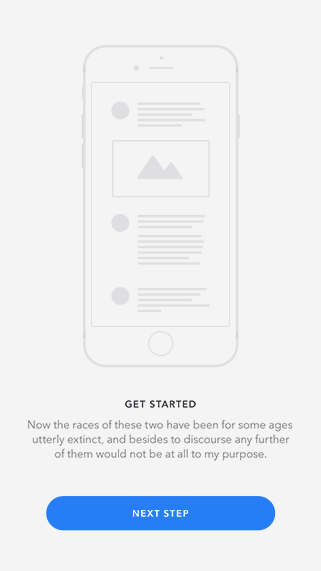 GET STARTED
Now the races of these two have been for some ages
utterly extinct, and besides to discourse any further
of them would not be at all to my purpose.
NEXT STEP